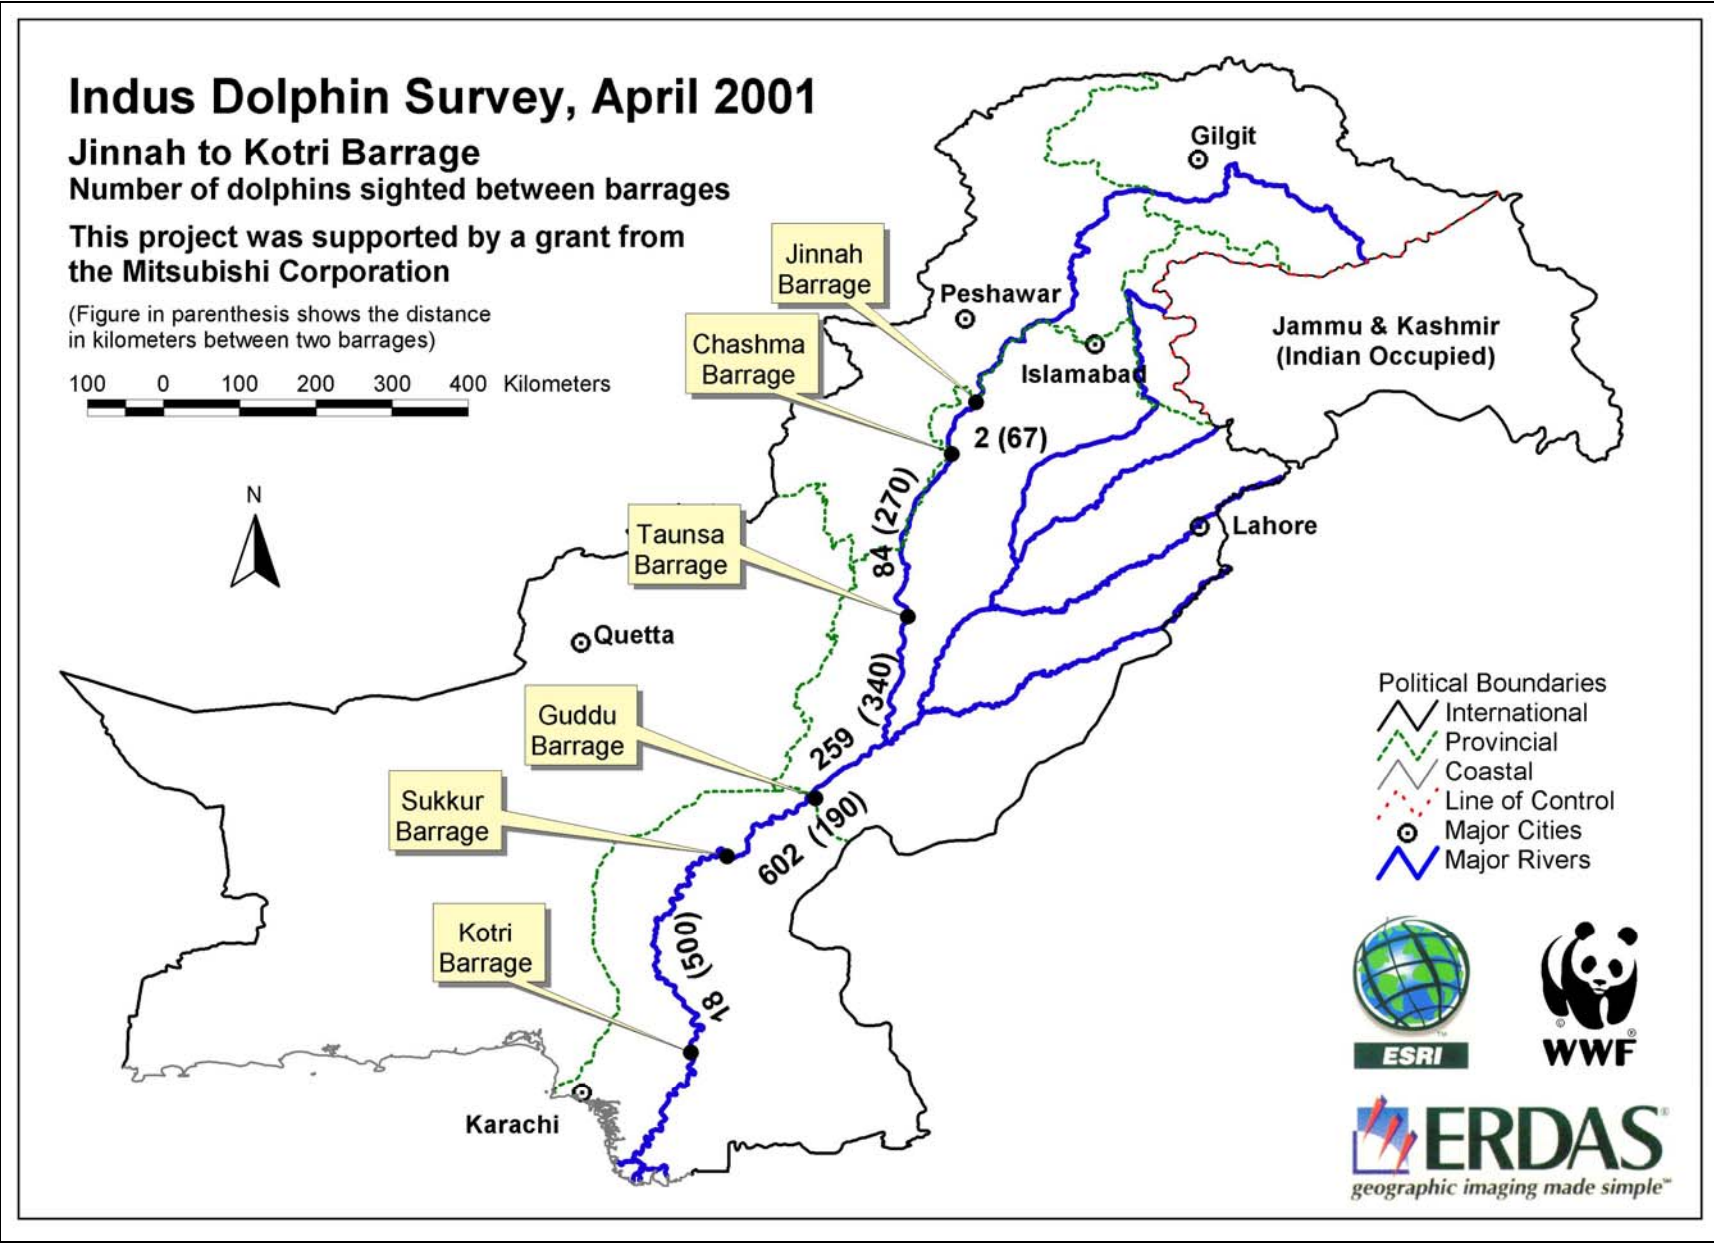 Indus Dolphin Survey, April 2001
Jinnah to Kotri Barrage
Number of dolphins sighted between barrages
This project was supported by a grant from
the Mitsubishi Corporation
(Figure in parenthesis shows the distance
in kilometers between two barrages)
100 0 100 200 300 400 Kilometers
N
Gilgit
Jinnah
Barrage
Peshawar
Chashma
Barrage
Islamabad
Jammu & Kashmir
(Indian Occupied)
2 (67)
84 (270)
Taunsa
Barrage
Lahore
Quetta
259 (340)
Guddu
Barrage
Sukkur
Barrage
602 (190)
Kotri
Barrage
18 (500)
Karachi
Political Boundaries
International
Provincial
Coastal
Line of Control
Major Cities
Major Rivers
ESRI
™
©
®
WWF
ERDAS®
geographic imaging made simple℠